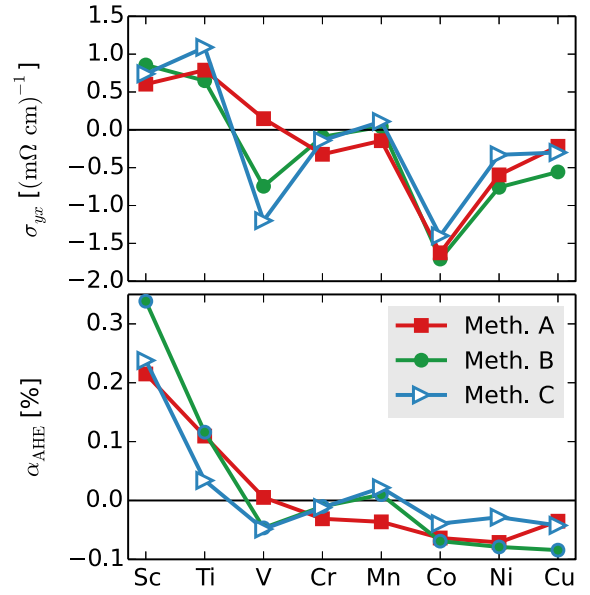 1.5
1.0
0.5
0.0
−0.5
−1.0
−1.5
−2.0
σyx [(mΩ cm)−1]
0.3
0.2
0.1
0.0
−0.1
αAHE [%]
Meth. A
Meth. B
Meth. C
Sc Ti V Cr Mn Co Ni Cu